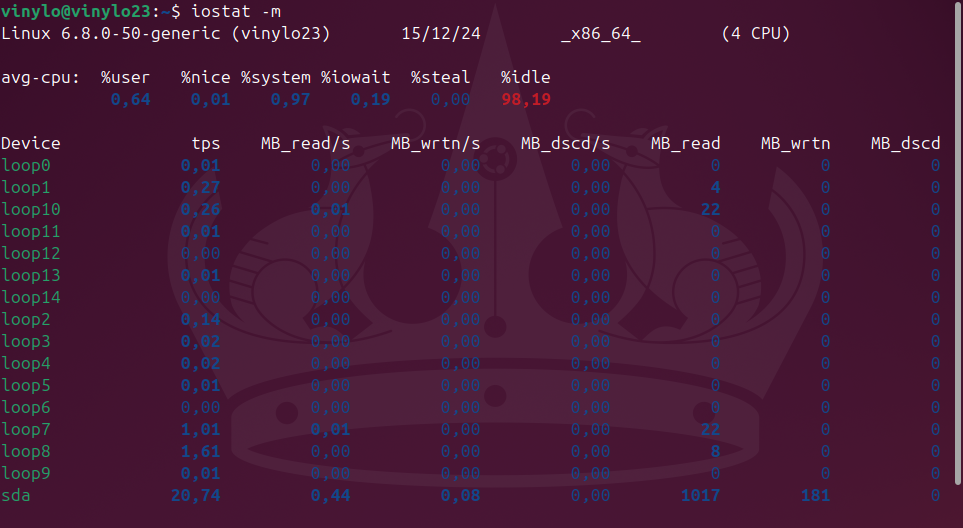 vinylo@vinylo23:~$ iostat -m
Linux 6.8.0-50-generic (vinylo23) 15/12/24 _x86_64_ (4 CPU)
avg-cpu: %user %nice %system %iowait %steal %idle
0,64 0,01 0,97 0,19 0,00 98,19
Device tps MB_read/s MB_wrtn/s MB_dscd/s MB_read MB_wrtn MB_dscd
loop0 0,01 0,00 0,00 0,00 0 0 0
loop1 0,27 0,00 0,00 0,00 4 0 0
loop10 0,26 0,01 0,00 0,00 22 0 0
loop11 0,01 0,00 0,00 0,00 0 0 0
loop12 0,00 0,00 0,00 0,00 0 0 0
loop13 0,01 0,00 0,00 0,00 0 0 0
loop14 0,00 0,00 0,00 0,00 0 0 0
loop2 0,14 0,00 0,00 0,00 0 0 0
loop3 0,02 0,00 0,00 0,00 0 0 0
loop4 0,02 0,00 0,00 0,00 0 0 0
loop5 0,01 0,00 0,00 0,00 0 0 0
loop6 0,00 0,00 0,00 0,00 0 0 0
loop7 1,01 0,01 0,00 0,00 22 0 0
loop8 1,61 0,00 0,00 0,00 8 0 0
loop9 0,01 0,00 0,00 0,00 0 0 0
sda 20,74 0,44 0,08 0,00 1017 181 0